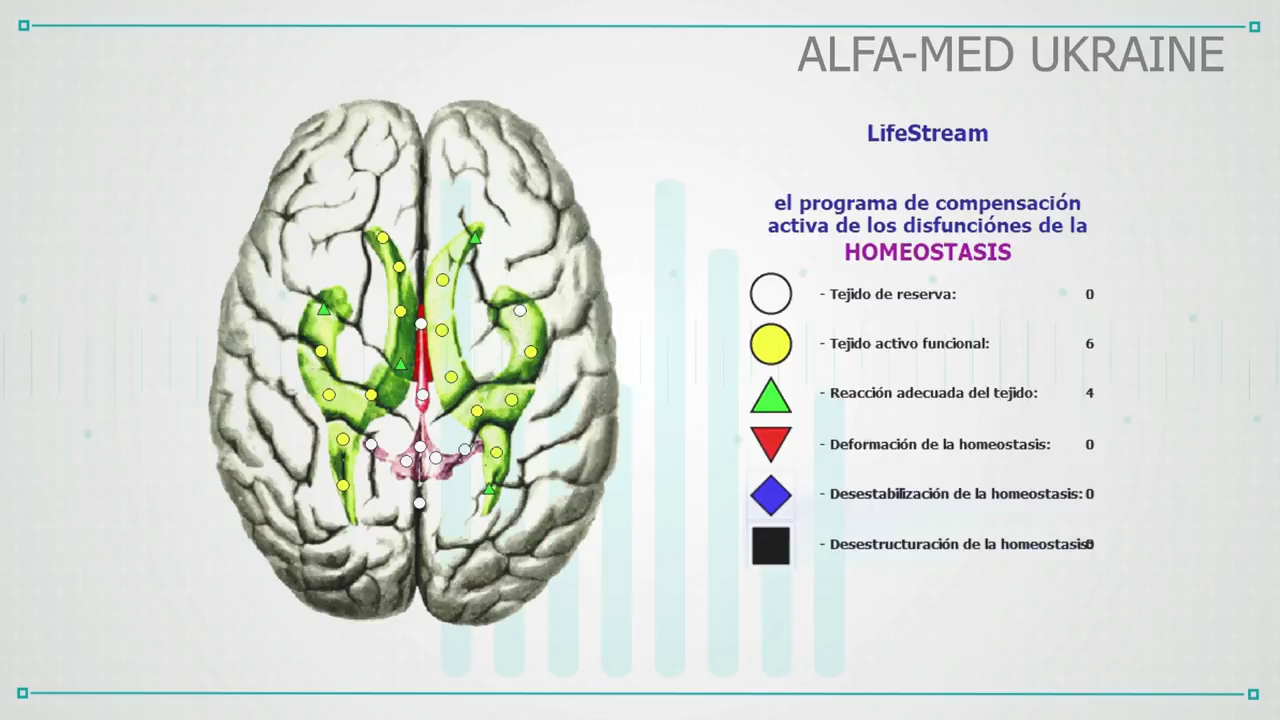 ALFA-MED UKRAINE
LifeStream
el programa de compensación
activa de los disfunciónes de la
HOMEOSTASIS
- Tejido de reserva: 0
- Tejido activo funcional: 6
- Reacción adecuada del tejido: 4
- Deformación de la homeostasis: 0
- Desestabilización de la homeostasis: 0
- Desestructuración de la homeostasis: 0